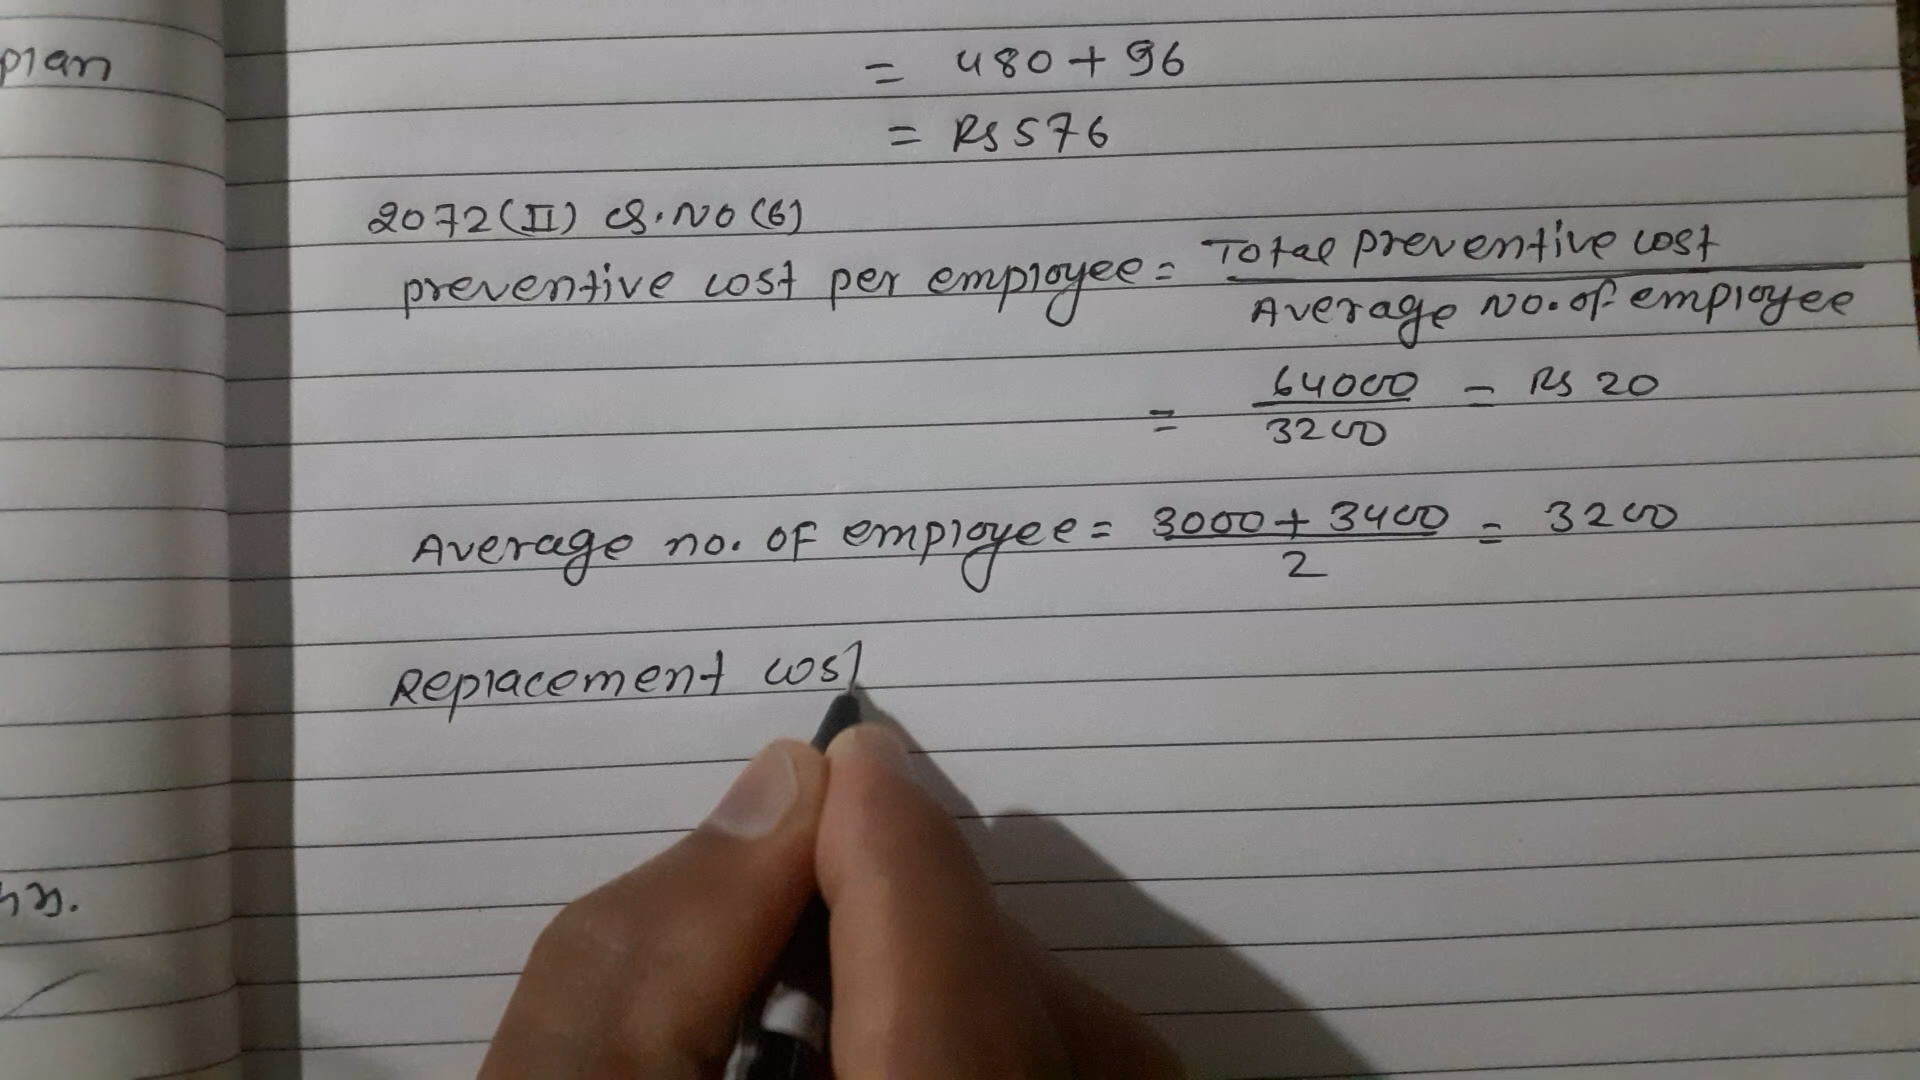 plan
= 480 + 96
= Rs 576
2072 (II) Q.NO (6)
preventive cost per employee = Total preventive cost
Average NO. of employee
= 64000 = Rs 20
3200
Average no. of employee = 3000 + 3400 = 3200
2
Replacement cost